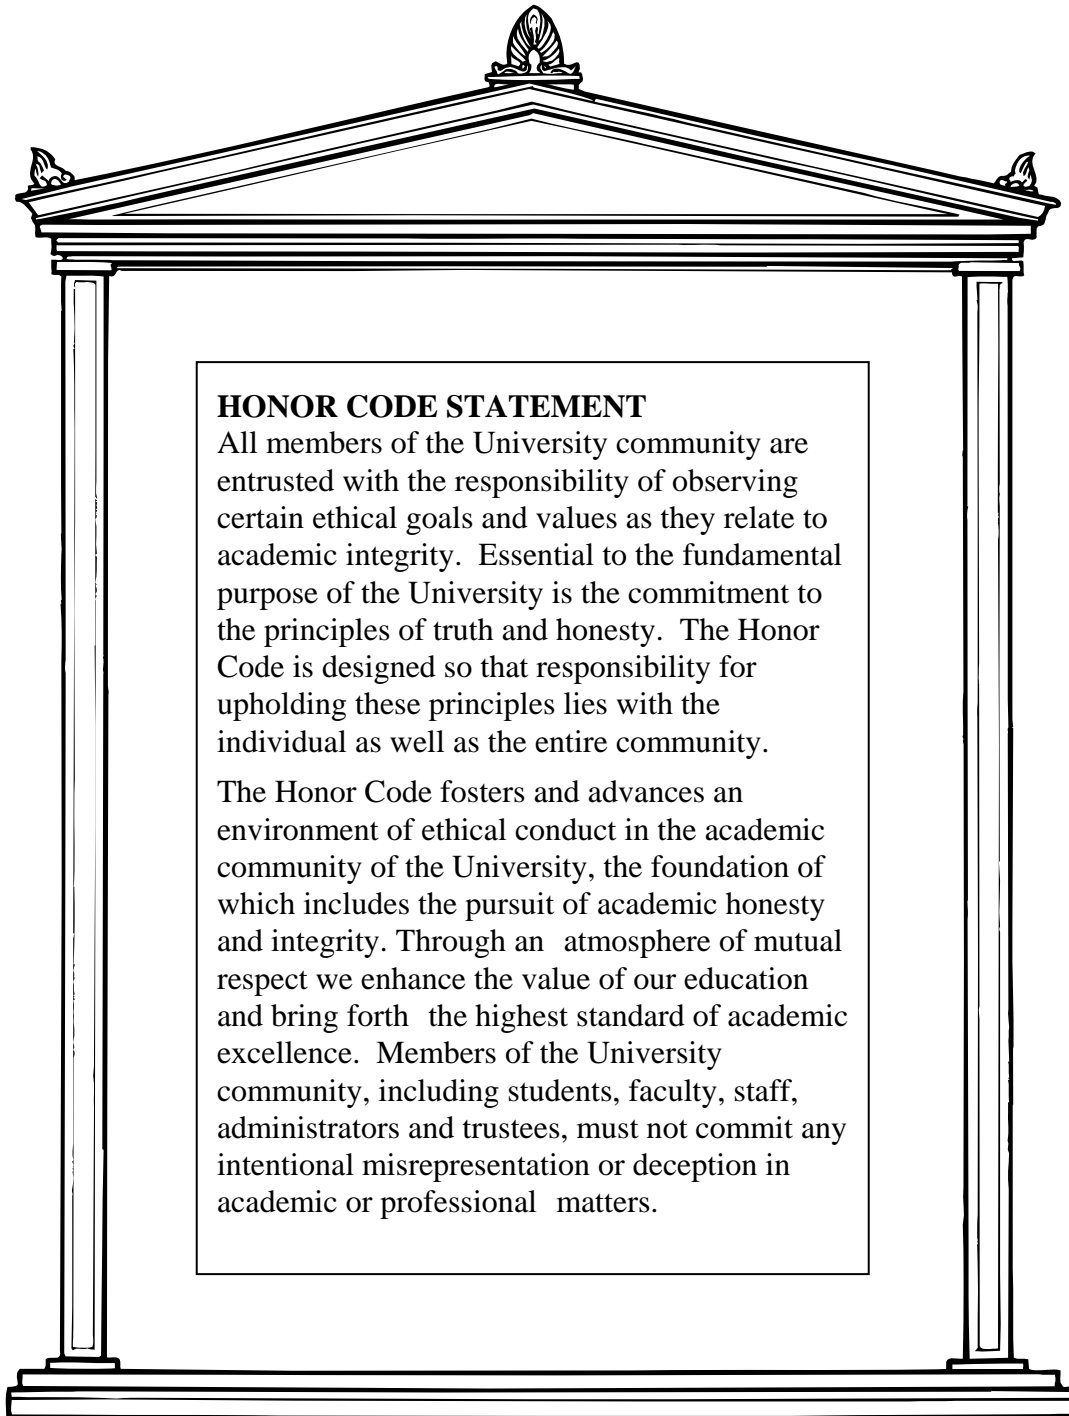 HONOR CODE STATEMENT
All members of the University community are
entrusted with the responsibility of observing
certain ethical goals and values as they relate to
academic integrity.  Essential to the fundamental
purpose of the University is the commitment to
the principles of truth and honesty.  The Honor
Code is designed so that responsibility for
upholding these principles lies with the
individual as well as the entire community.
The Honor Code fosters and advances an
environment of ethical conduct in the academic
community of the University, the foundation of
which includes the pursuit of academic honesty
and integrity. Through an  atmosphere of mutual
respect we enhance the value of our education
and bring forth  the highest standard of academic
excellence.  Members of the University
community, including students, faculty, staff,
administrators and trustees, must not commit any
intentional misrepresentation or deception in
academic or professional  matters.